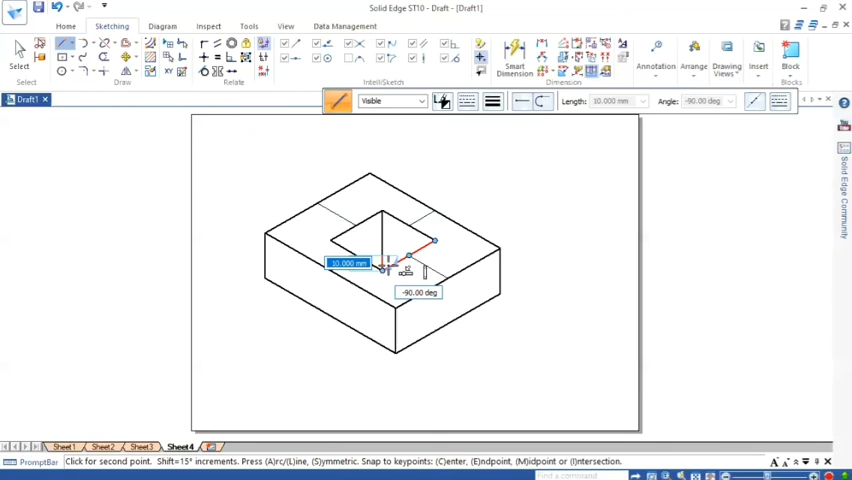 Solid Edge ST10 - Draft - [Draft1]
Home Sketching Diagram Inspect Tools View Data Management
Select
Smart Dimension
Annotation
Arrange
Drawing Views
Insert
Block
Select Draw Relate IntelliSketch Dimension Block
Draft1
Visible
Length: 10.000 mm
Angle: -90.00 deg
Solid Edge Community
10.000 mm
-90.00 deg
Sheet1 Sheet2 Sheet3 Sheet4
PromptBar
Click for second point. Shift=15° increments. Press (A)rc/(L)ine, (S)ymmetric. Snap to keypoints: (C)enter, (E)ndpoint, (M)idpoint or (I)ntersection.
Find a command